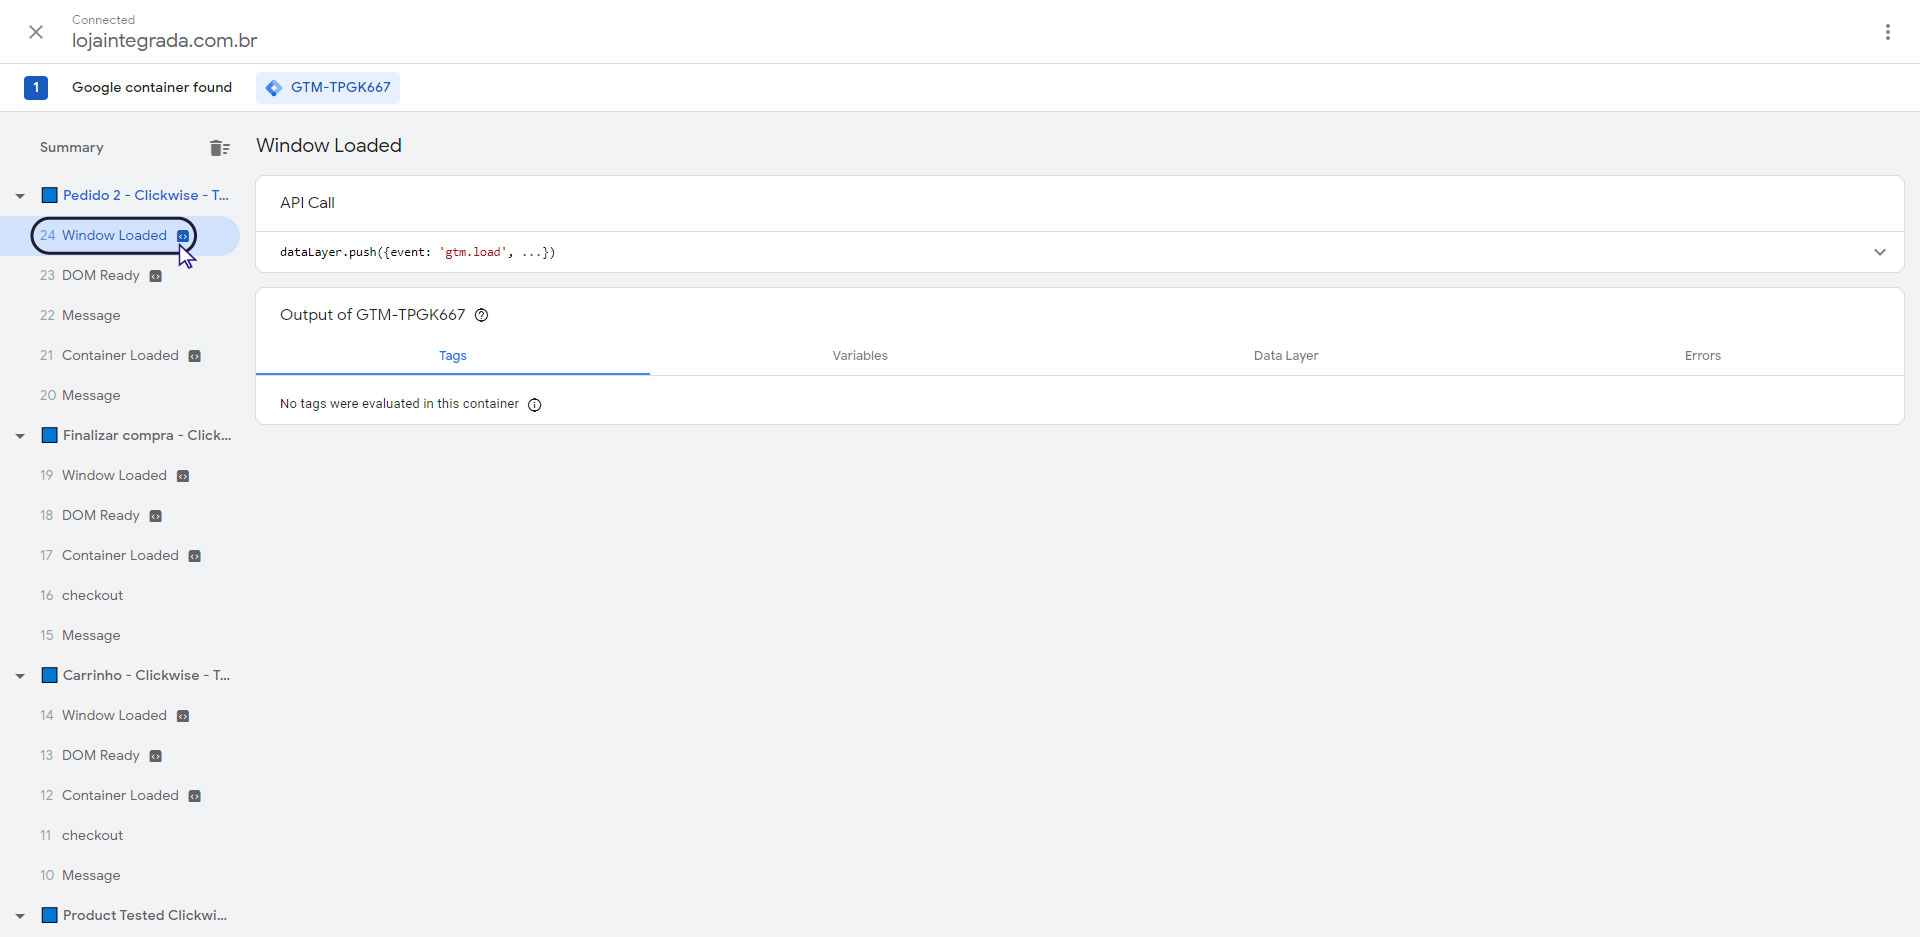 Connected
lojaintegrada.com.br
1 Google container found GTM-TPGK667
Summary
Pedido 2 - Clickwise - T...
24 Window Loaded
23 DOM Ready
22 Message
21 Container Loaded
20 Message
Finalizar compra - Click...
19 Window Loaded
18 DOM Ready
17 Container Loaded
16 checkout
15 Message
Carrinho - Clickwise - T...
14 Window Loaded
13 DOM Ready
12 Container Loaded
11 checkout
10 Message
Product Tested Clickwi...
Window Loaded
API Call
dataLayer.push({event: 'gtm.load', ...})
Output of GTM-TPGK667
Tags Variables Data Layer Errors
No tags were evaluated in this container